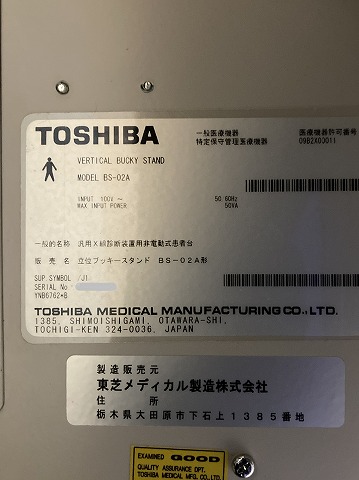 TOSHIBA
一般医療機器
特定保守管理医療機器
医療機器許可番号
09B2X00011
VERTICAL BUCKY STAND
MODEL BS-02A
INPUT 100V ~ 50 60Hz
MAX INPUT POWER 50VA
一般的名称 汎用X線診断装置用非電動式患者台
販売名 立位ブッキースタンド BS-02A形
SUP.SYMBOL /J1
SERIAL No.
YNB6762*B
TOSHIBA MEDICAL MANUFACTURING CO.,LTD.
1385, SHIMOISHIGAMI, OTAWARA-SHI,
TOCHIGI-KEN 324-0036, JAPAN
製造販売元
東芝メディカル製造株式会社
住所
栃木県大田原市下石上1385番地
EXAMINED GOOD
QUALITY ASSURANCE DPT.
TOSHIBA MEDICAL MFG. CO., LTD